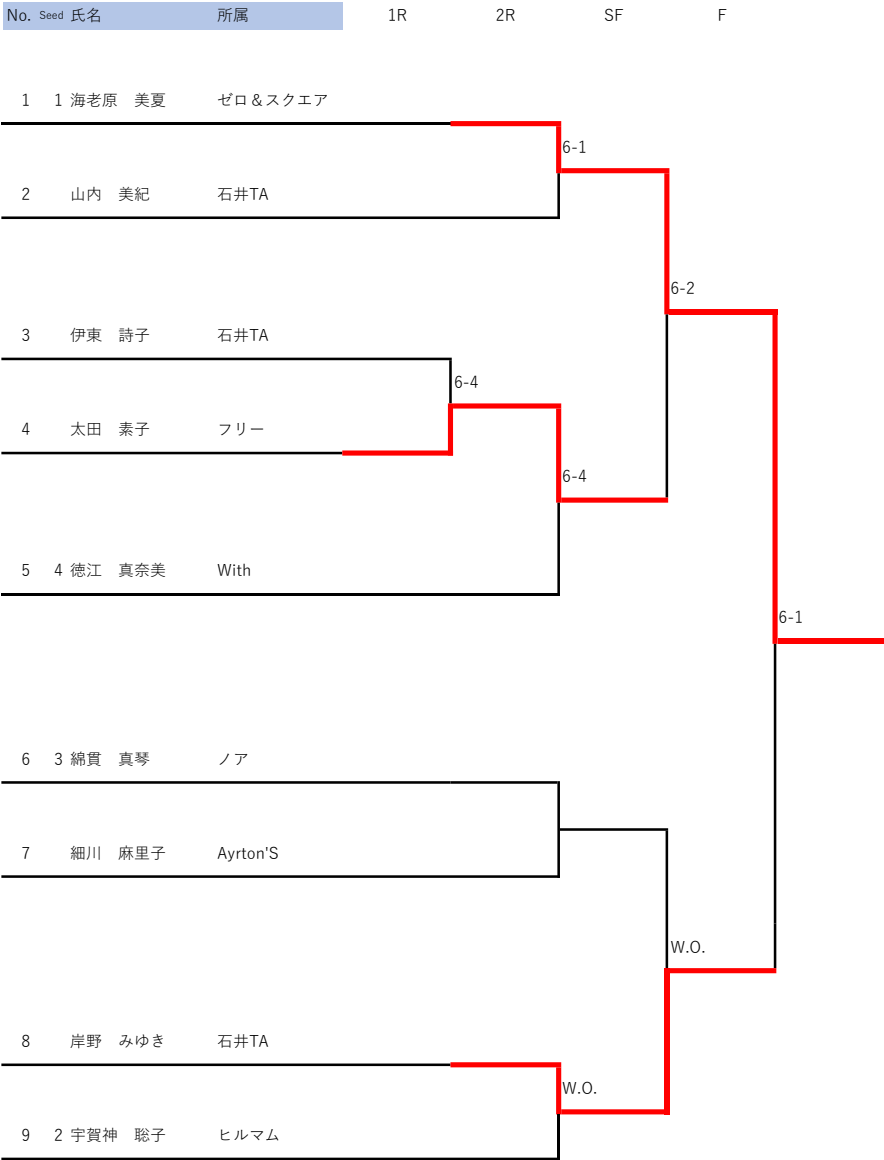 No. Seed 氏名 所属 1R 2R SF F
1 1 海老原 美夏 ゼロ＆スクエア
6-1
2 山内 美紀 石井TA
6-2
3 伊東 詩子 石井TA
6-4
4 太田 素子 フリー
6-4
5 4 徳江 真奈美 With
6-1
6 3 綿貫 真琴 ノア
7 細川 麻里子 Ayrton'S
W.O.
8 岸野 みゆき 石井TA
W.O.
9 2 宇賀神 聡子 ヒルマム